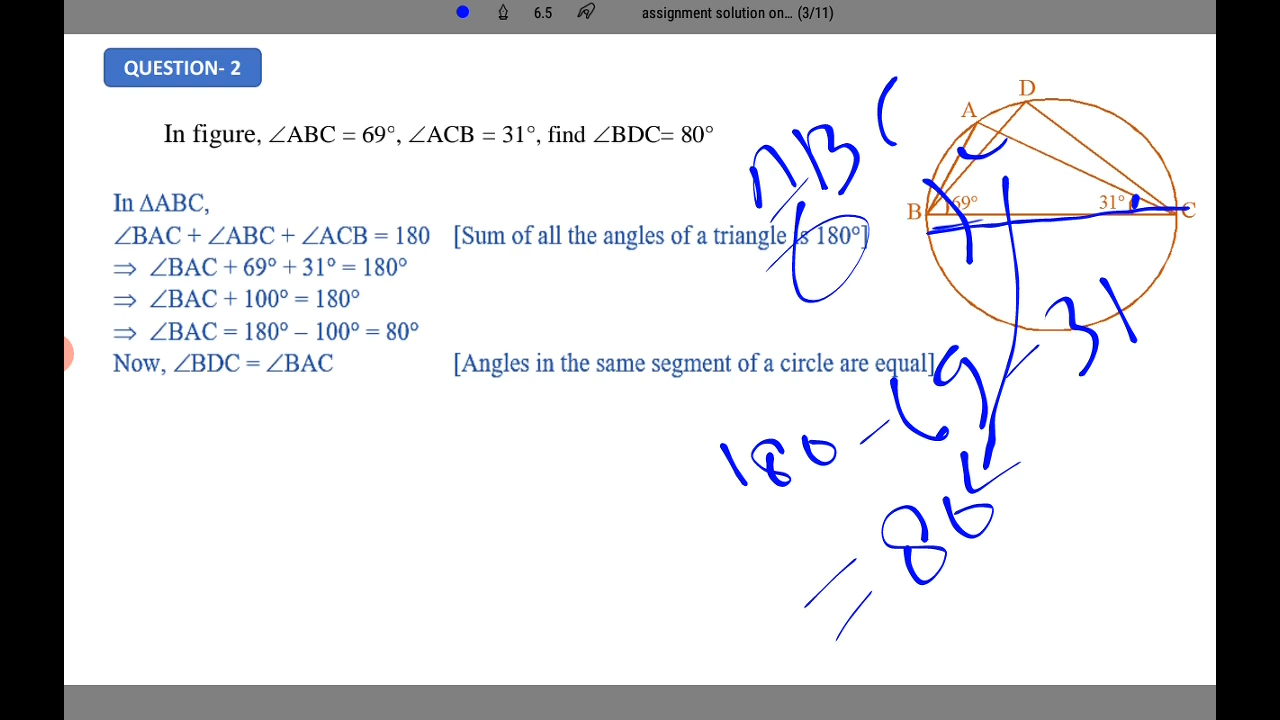 6.5 assignment solution on... (3/11)
QUESTION- 2
In figure, ∠ABC = 69°, ∠ACB = 31°, find ∠BDC= 80°
In ΔABC,
∠BAC + ∠ABC + ∠ACB = 180 [Sum of all the angles of a triangle is 180°]
⇒ ∠BAC + 69° + 31° = 180°
⇒ ∠BAC + 100° = 180°
⇒ ∠BAC = 180° – 100° = 80°
Now, ∠BDC = ∠BAC [Angles in the same segment of a circle are equal]
D
A
B 69° 31° C
180 - 69 - 31
= 80